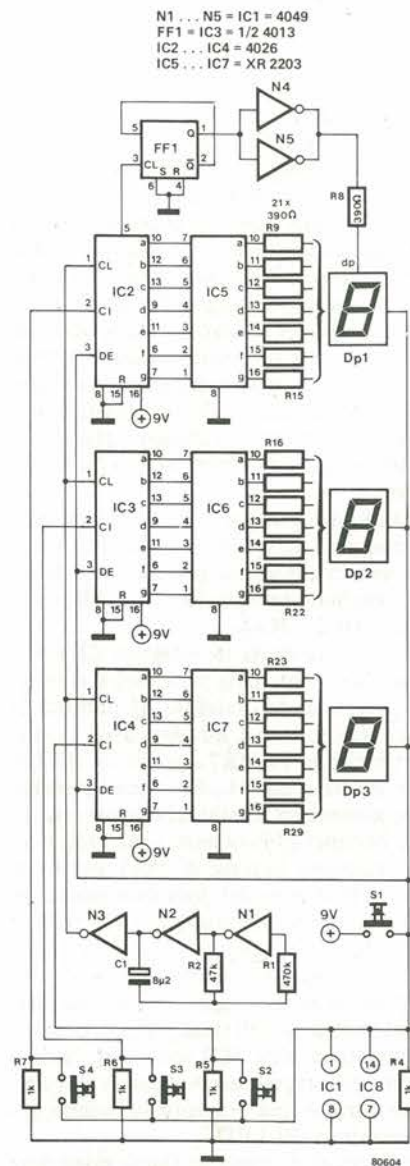 N1 . . . N5 = IC1 = 4049
FF1 = IC3 = 1/2 4013
IC2 . . . IC4 = 4026
IC5 . . . IC7 = XR 2203
N4
5 Q 1
FF1
3 CL Q̄ 2
S R
6 4
N5
R8
390Ω
21x
390Ω
R9
5
1 CL a 10 7 10
2 CI b 12 6 11
c 13 5 12
IC2 d 9 4 IC5 13
e 11 3 14
3 DE f 6 2 15
g 7 1 16
R
8 15 16 8
9V
R15
dp
Dp1
R16
1 CL a 10 7 10
2 CI b 12 6 11
c 13 5 12
IC3 d 9 4 IC6 13
e 11 3 14
3 DE f 6 2 15
g 7 1 16
R
8 15 16 8
9V
R22
Dp2
R23
1 CL a 10 7 10
2 CI b 12 6 11
c 13 5 12
IC4 d 9 4 IC7 13
e 11 3 14
3 DE f 6 2 15
g 7 1 16
R
8 15 16 8
9V
R29
Dp3
N3 N2 N1
C1
8µ2
R2
47k
R1
470k
9V
S1
R7
1k
S4
R6
1k
S3
R5
1k
S2
1 14
IC1 IC8
8 7
R4
1k
80604